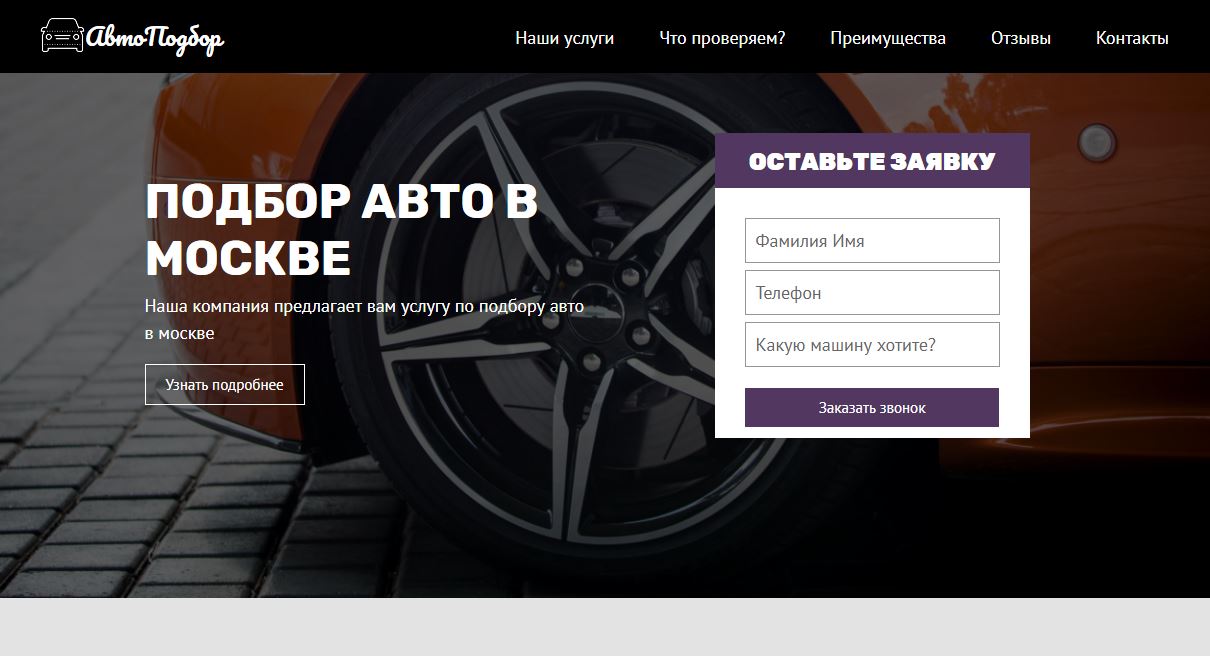 АвтоПодбор
Наши услуги
Что проверяем?
Преимущества
Отзывы
Контакты
ПОДБОР АВТО В
МОСКВЕ
Наша компания предлагает вам услугу по подбору авто
в москве
Узнать подробнее
ОСТАВЬТЕ ЗАЯВКУ
Фамилия Имя
Телефон
Какую машину хотите?
Заказать звонок